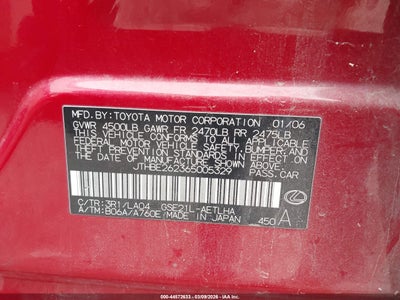 MFD. BY: TOYOTA MOTOR CORPORATION 01/06
GVWR 4500LB GAWR FR 2470LB RR 2475LB
THIS VEHICLE CONFORMS TO ALL APPLICABLE
FEDERAL MOTOR VEHICLE SAFETY, BUMPER, AND
THEFT PREVENTION STANDARDS IN EFFECT ON
THE DATE OF MANUFACTURE SHOWN ABOVE.
JTHBE262365005329 PASS.CAR
C/TR: 3R1/LA04 GSE21L-AETLHA
A/TM: B06A/A760E MADE IN JAPAN 450 A
000-44572633 - 03/09/2026 - IAAI.COM